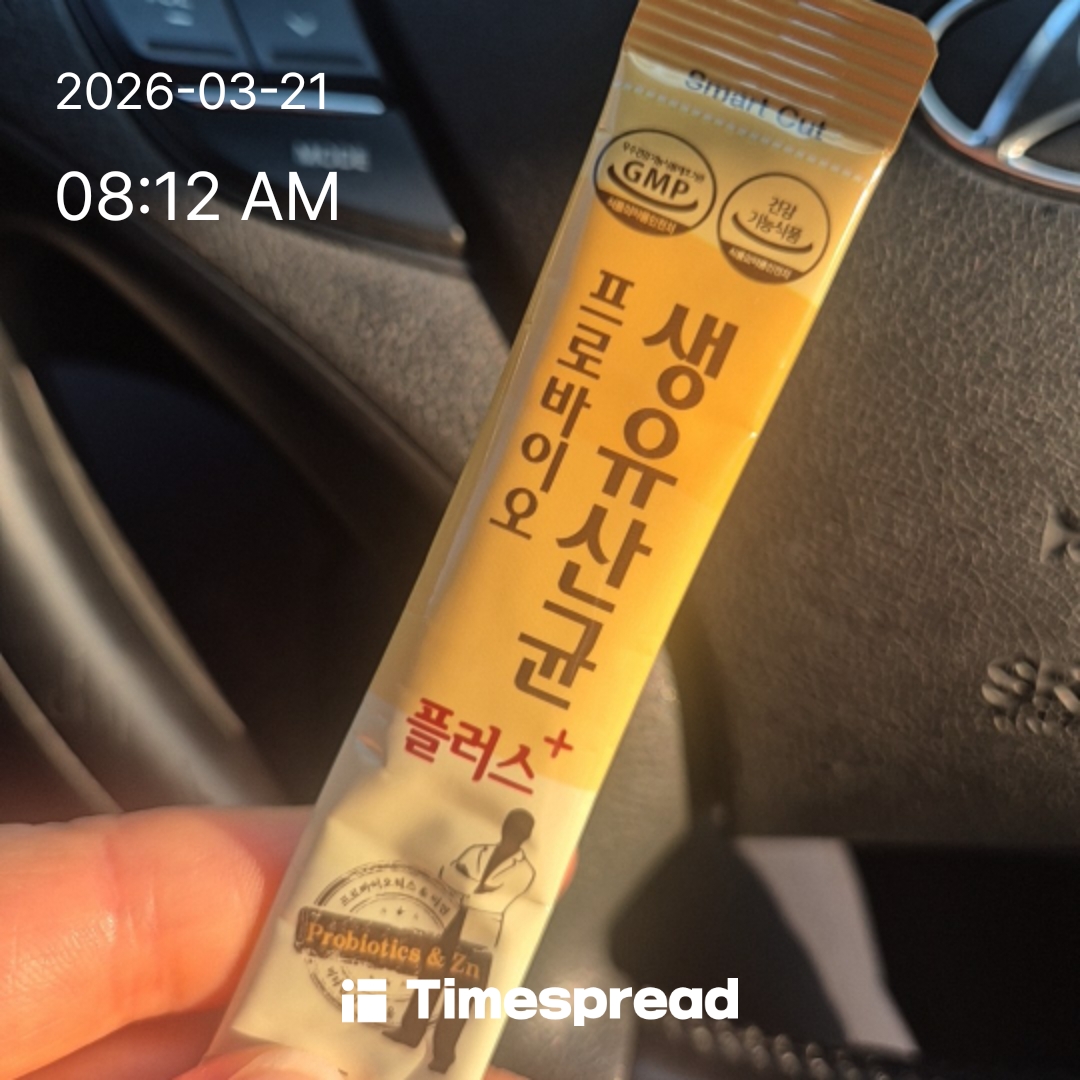 2026-03-21
08:12 AM
Smart Cut
GMP
건강
기능식품
프로바이오
생유산균
플러스+
Probiotics & Zn
Timespread